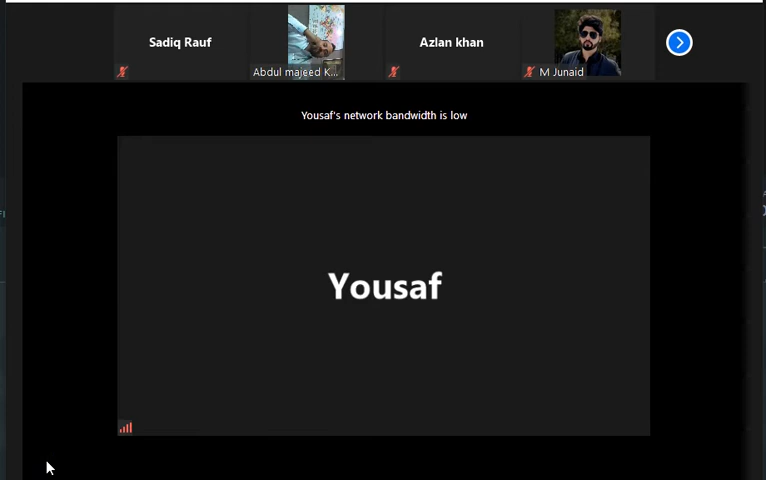 Sadiq Rauf
Abdul majeed K...
Azlan khan
M Junaid
Yousaf's network bandwidth is low
Yousaf